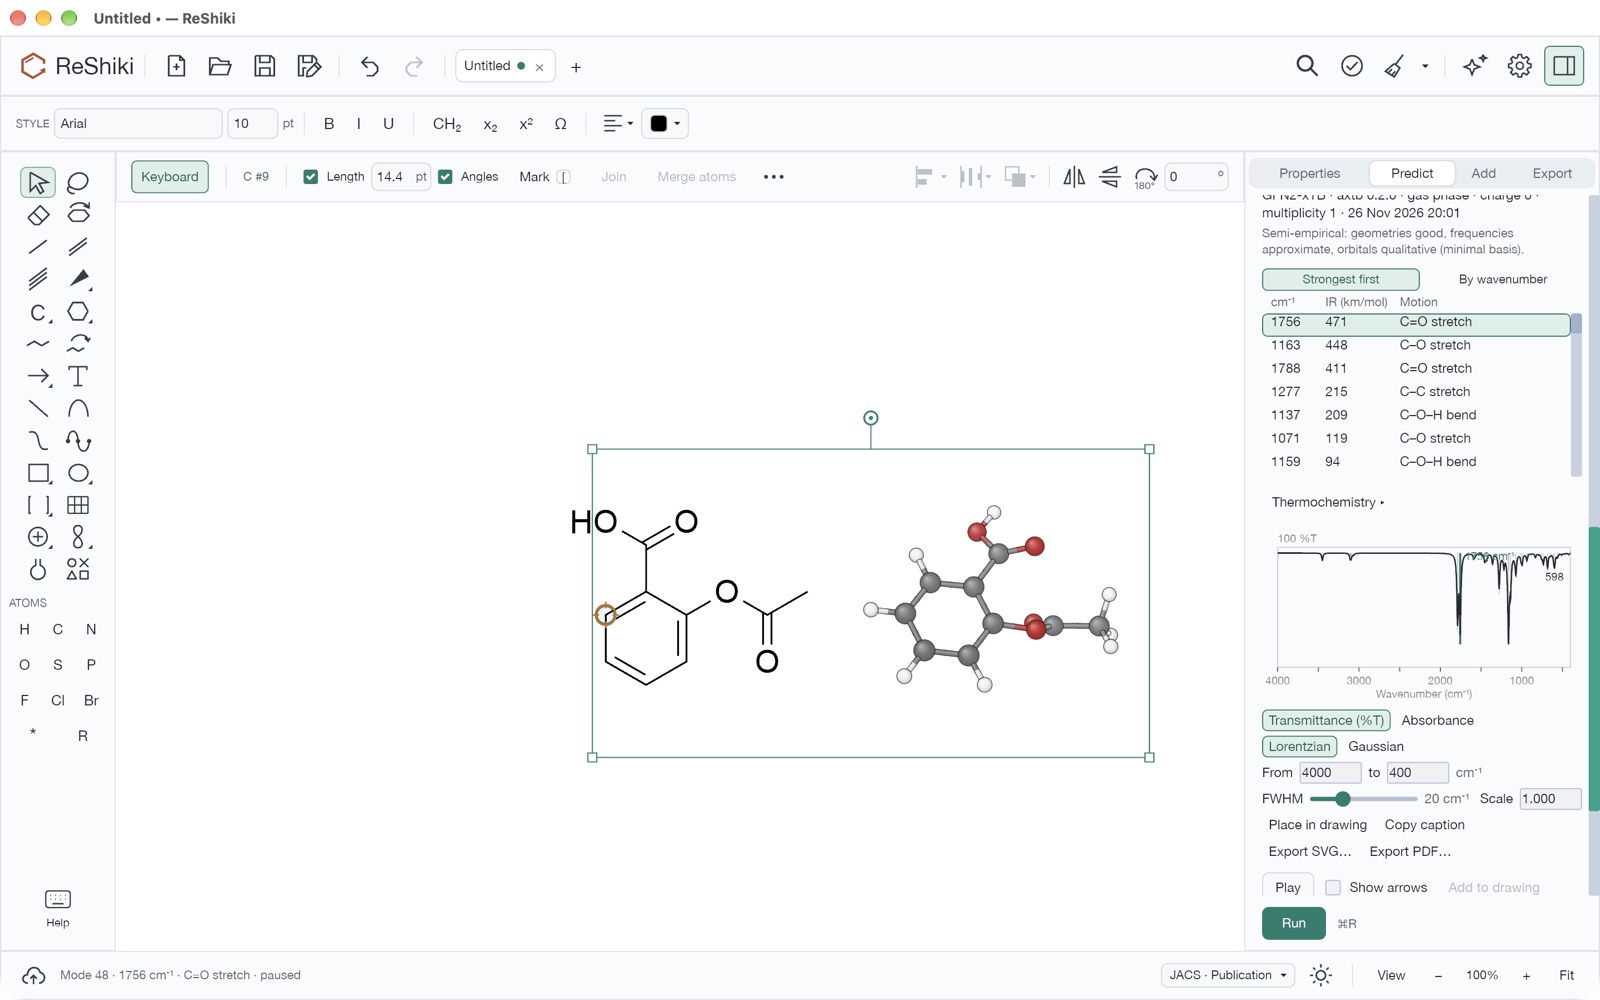 Untitled • — ReShiki
ReShiki
Untitled
STYLE Arial 10 pt B I U CH₂ x₂ x² Ω
Keyboard C #9 Length 14.4 pt Angles Mark Join Merge atoms ••• 180° 0 °
Properties Predict Add Export
multiplicity 1 · 26 Nov 2026 20:01
Semi-empirical: geometries good, frequencies
approximate, orbitals qualitative (minimal basis).
Strongest first By wavenumber
cm⁻¹ IR (km/mol) Motion
1756 471 C=O stretch
1163 448 C–O stretch
1788 411 C=O stretch
1277 215 C–C stretch
1137 209 C–O–H bend
1071 119 C–O stretch
1159 94 C–O–H bend
Thermochemistry
100 %T
1756 cm⁻¹
598
4000 3000 2000 1000
Wavenumber (cm⁻¹)
Transmittance (%T) Absorbance
Lorentzian Gaussian
From 4000 to 400 cm⁻¹
FWHM 20 cm⁻¹ Scale 1.000
Place in drawing Copy caption
Export SVG... Export PDF...
Play Show arrows Add to drawing
Run ⌘R
HO O
O
O
C
T
ATOMS
H C N
O S P
F Cl Br
* R
Help
Mode 48 · 1756 cm⁻¹ · C=O stretch · paused
JACS · Publication View − 100% + Fit